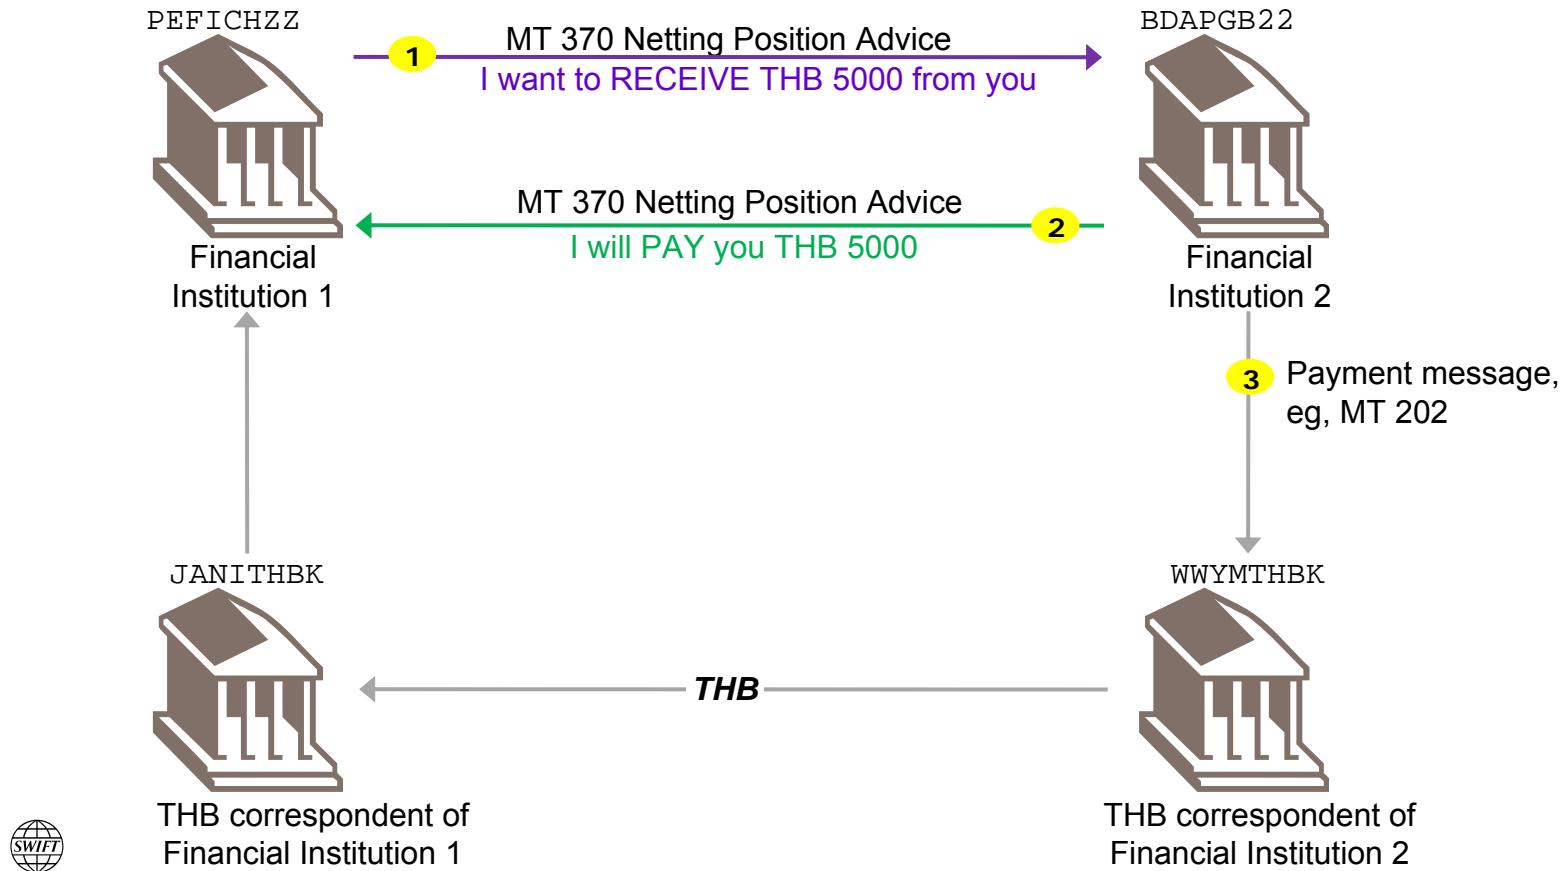 PEFICHZZ
BDAPGB22
MT 370 Netting Position Advice
1
I want to RECEIVE THB 5000 from you
MT 370 Netting Position Advice
2
I will PAY you THB 5000
Financial
Institution 1
Financial
Institution 2
3
Payment message,
eg, MT 202
JANITHBK
WWYMTHBK
THB
THB correspondent of
Financial Institution 1
THB correspondent of
Financial Institution 2
SWIFT